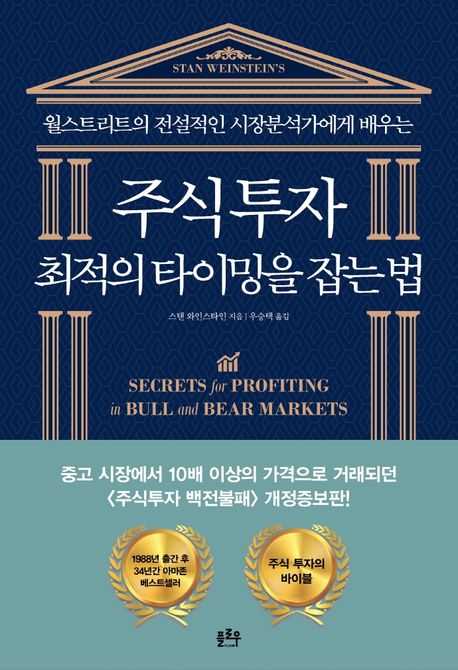 STAN WEINSTEIN'S
월스트리트의 전설적인 시장분석가에게 배우는
주식 투자
최적의 타이밍을 잡는 법
스탠 와인스타인 지음 | 우승택 옮김
SECRETS for PROFITING
in BULL and BEAR MARKETS
중고 시장에서 10배 이상의 가격으로 거래되던
<주식투자 백전불패> 개정증보판!
1988년 출간 후
34년간 아마존
베스트셀러
주식 투자의
바이블
플로우
FLOW